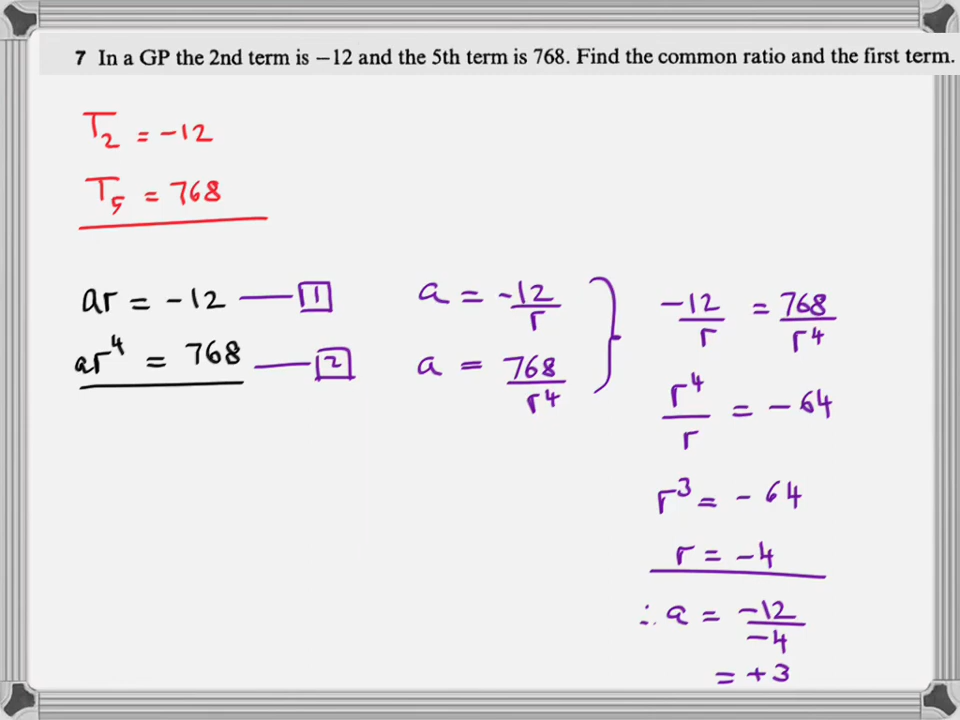 7 In a GP the 2nd term is −12 and the 5th term is 768. Find the common ratio and the first term.
T₂ = -12
T₅ = 768
ar = -12 — 1
ar⁴ = 768 — 2
a = -12/r
a = 768/r⁴
-12/r = 768/r⁴
r⁴/r = -64
r³ = -64
r = -4
∴ a = -12/-4
= +3